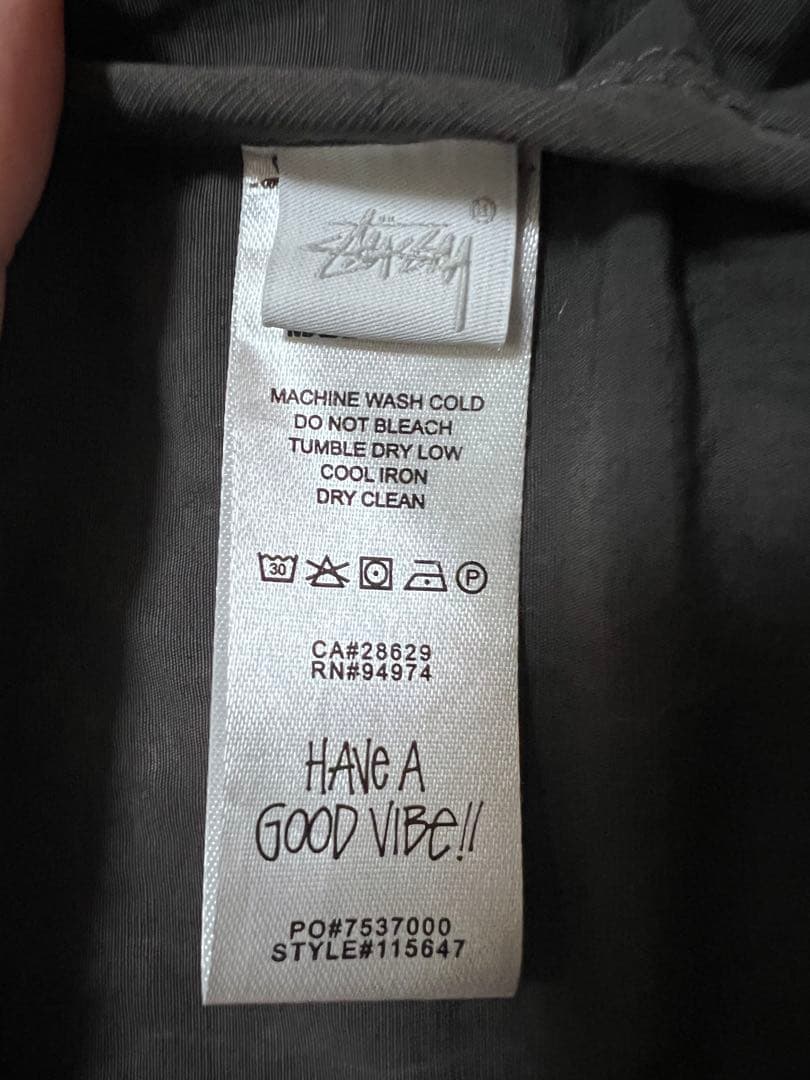 STÜSSY
MACHINE WASH COLD
DO NOT BLEACH
TUMBLE DRY LOW
COOL IRON
DRY CLEAN
30
P
CA#28629
RN#94974
HAVE A
GOOD VIBE!!
PO#7537000
STYLE#115647